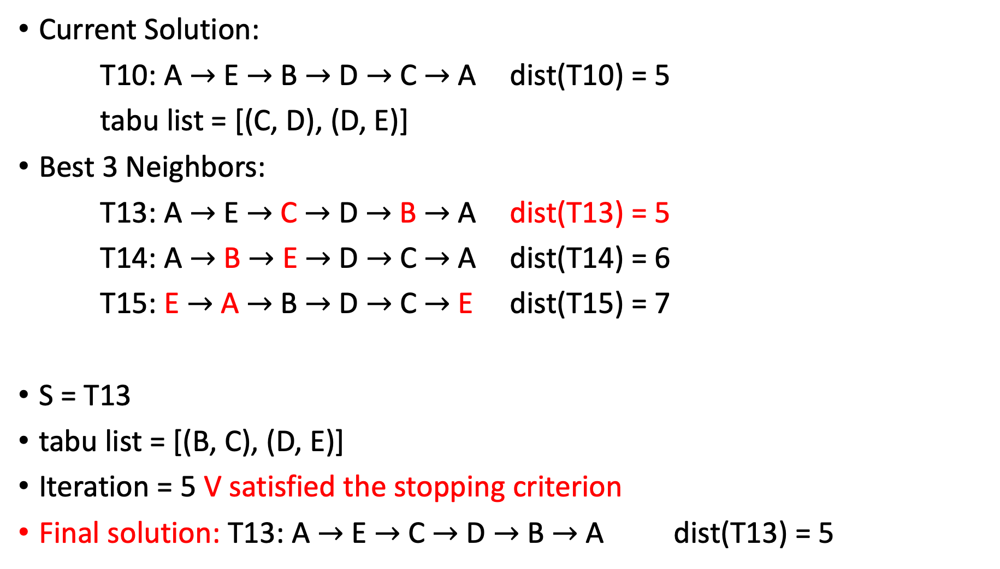 • Current Solution:
T10: A → E → B → D → C → A dist(T10) = 5
tabu list = [(C, D), (D, E)]
• Best 3 Neighbors:
T13: A → E → C → D → B → A dist(T13) = 5
T14: A → B → E → D → C → A dist(T14) = 6
T15: E → A → B → D → C → E dist(T15) = 7
• S = T13
• tabu list = [(B, C), (D, E)]
• Iteration = 5 V satisfied the stopping criterion
• Final solution: T13: A → E → C → D → B → A dist(T13) = 5